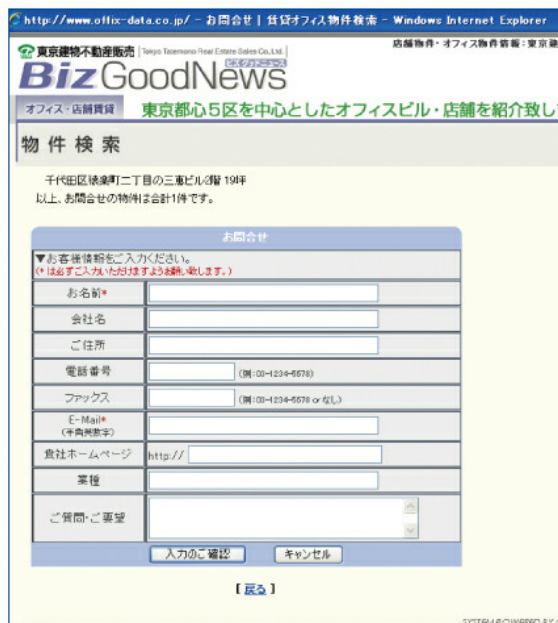 http://www.offix-data.co.jp/ - お問合せ | 賃貸オフィス物件検索 - Windows Internet Explorer
店舗物件・オフィス物件情報:東京建
東京建物不動産販売 Tokyo Tatemono Real Estate Sales Co., Ltd.
ビズグッドニュース
BizGoodNews
オフィス・店舗賃貸 東京都心5区を中心としたオフィスビル・店舗を紹介致し
物件検索
千代田区猿楽町二丁目の三恵ビル2階 19坪
以上、お問合せの物件は合計1件です。
お問合せ
▼お客様情報をご入力ください。
(* は必ずご入力いただけますようお願い致します。)
お名前*
会社名
ご住所
電話番号 (例:03-1234-5678)
ファックス (例:03-1234-5678 or なし)
E-Mail*
(半角英数字)
貴社ホームページ http://
業種
ご質問・ご要望
入力のご確認 キャンセル
[ 戻る ]
SYSTEM & POWERED BY